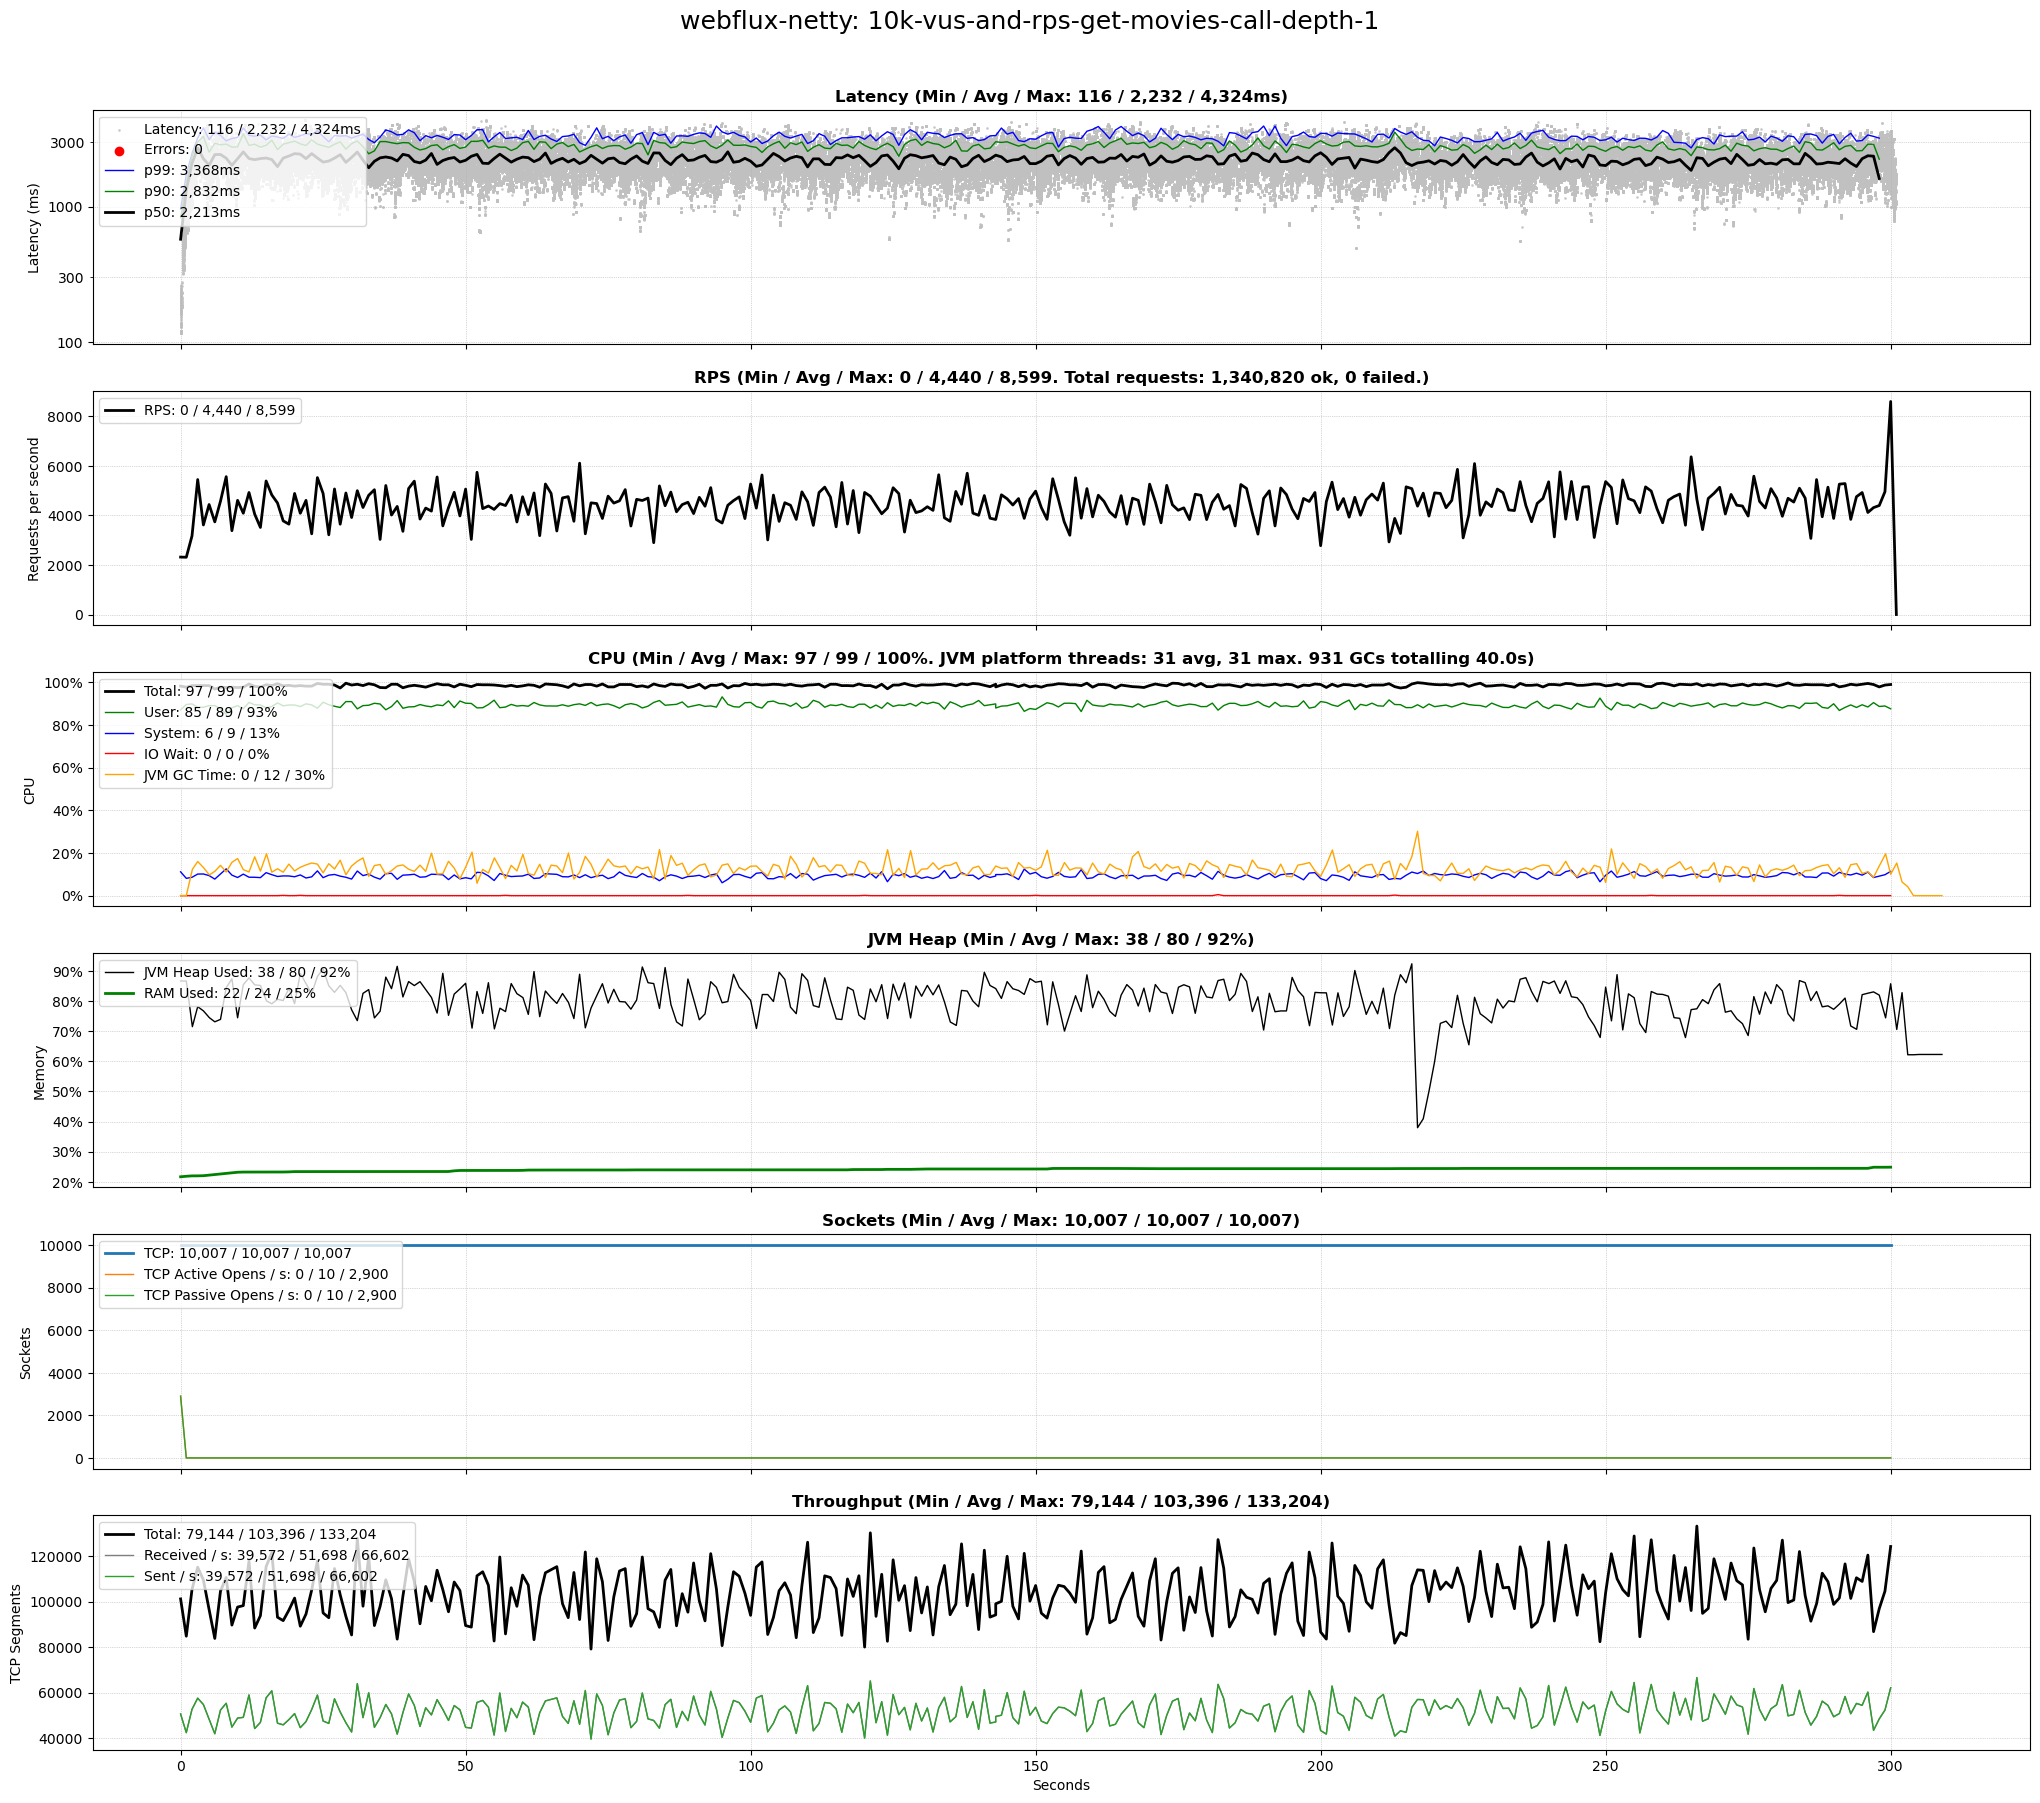 webflux-netty: 10k-vus-and-rps-get-movies-call-depth-1
Latency (Min / Avg / Max: 116 / 2,232 / 4,324ms)
Latency: 116 / 2,232 / 4,324ms
Errors: 0
p99: 3,368ms
p90: 2,832ms
p50: 2,213ms
Latency (ms)
3000
1000
300
100
RPS (Min / Avg / Max: 0 / 4,440 / 8,599. Total requests: 1,340,820 ok, 0 failed.)
RPS: 0 / 4,440 / 8,599
Requests per second
8000
6000
4000
2000
0
CPU (Min / Avg / Max: 97 / 99 / 100%. JVM platform threads: 31 avg, 31 max. 931 GCs totalling 40.0s)
Total: 97 / 99 / 100%
User: 85 / 89 / 93%
System: 6 / 9 / 13%
IO Wait: 0 / 0 / 0%
JVM GC Time: 0 / 12 / 30%
CPU
100%
80%
60%
40%
20%
0%
JVM Heap (Min / Avg / Max: 38 / 80 / 92%)
JVM Heap Used: 38 / 80 / 92%
RAM Used: 22 / 24 / 25%
Memory
90%
80%
70%
60%
50%
40%
30%
20%
Sockets (Min / Avg / Max: 10,007 / 10,007 / 10,007)
TCP: 10,007 / 10,007 / 10,007
TCP Active Opens / s: 0 / 10 / 2,900
TCP Passive Opens / s: 0 / 10 / 2,900
Sockets
10000
8000
6000
4000
2000
0
Throughput (Min / Avg / Max: 79,144 / 103,396 / 133,204)
Total: 79,144 / 103,396 / 133,204
Received / s: 39,572 / 51,698 / 66,602
Sent / s: 39,572 / 51,698 / 66,602
TCP Segments
120000
100000
80000
60000
40000
0 50 100 150 200 250 300
Seconds